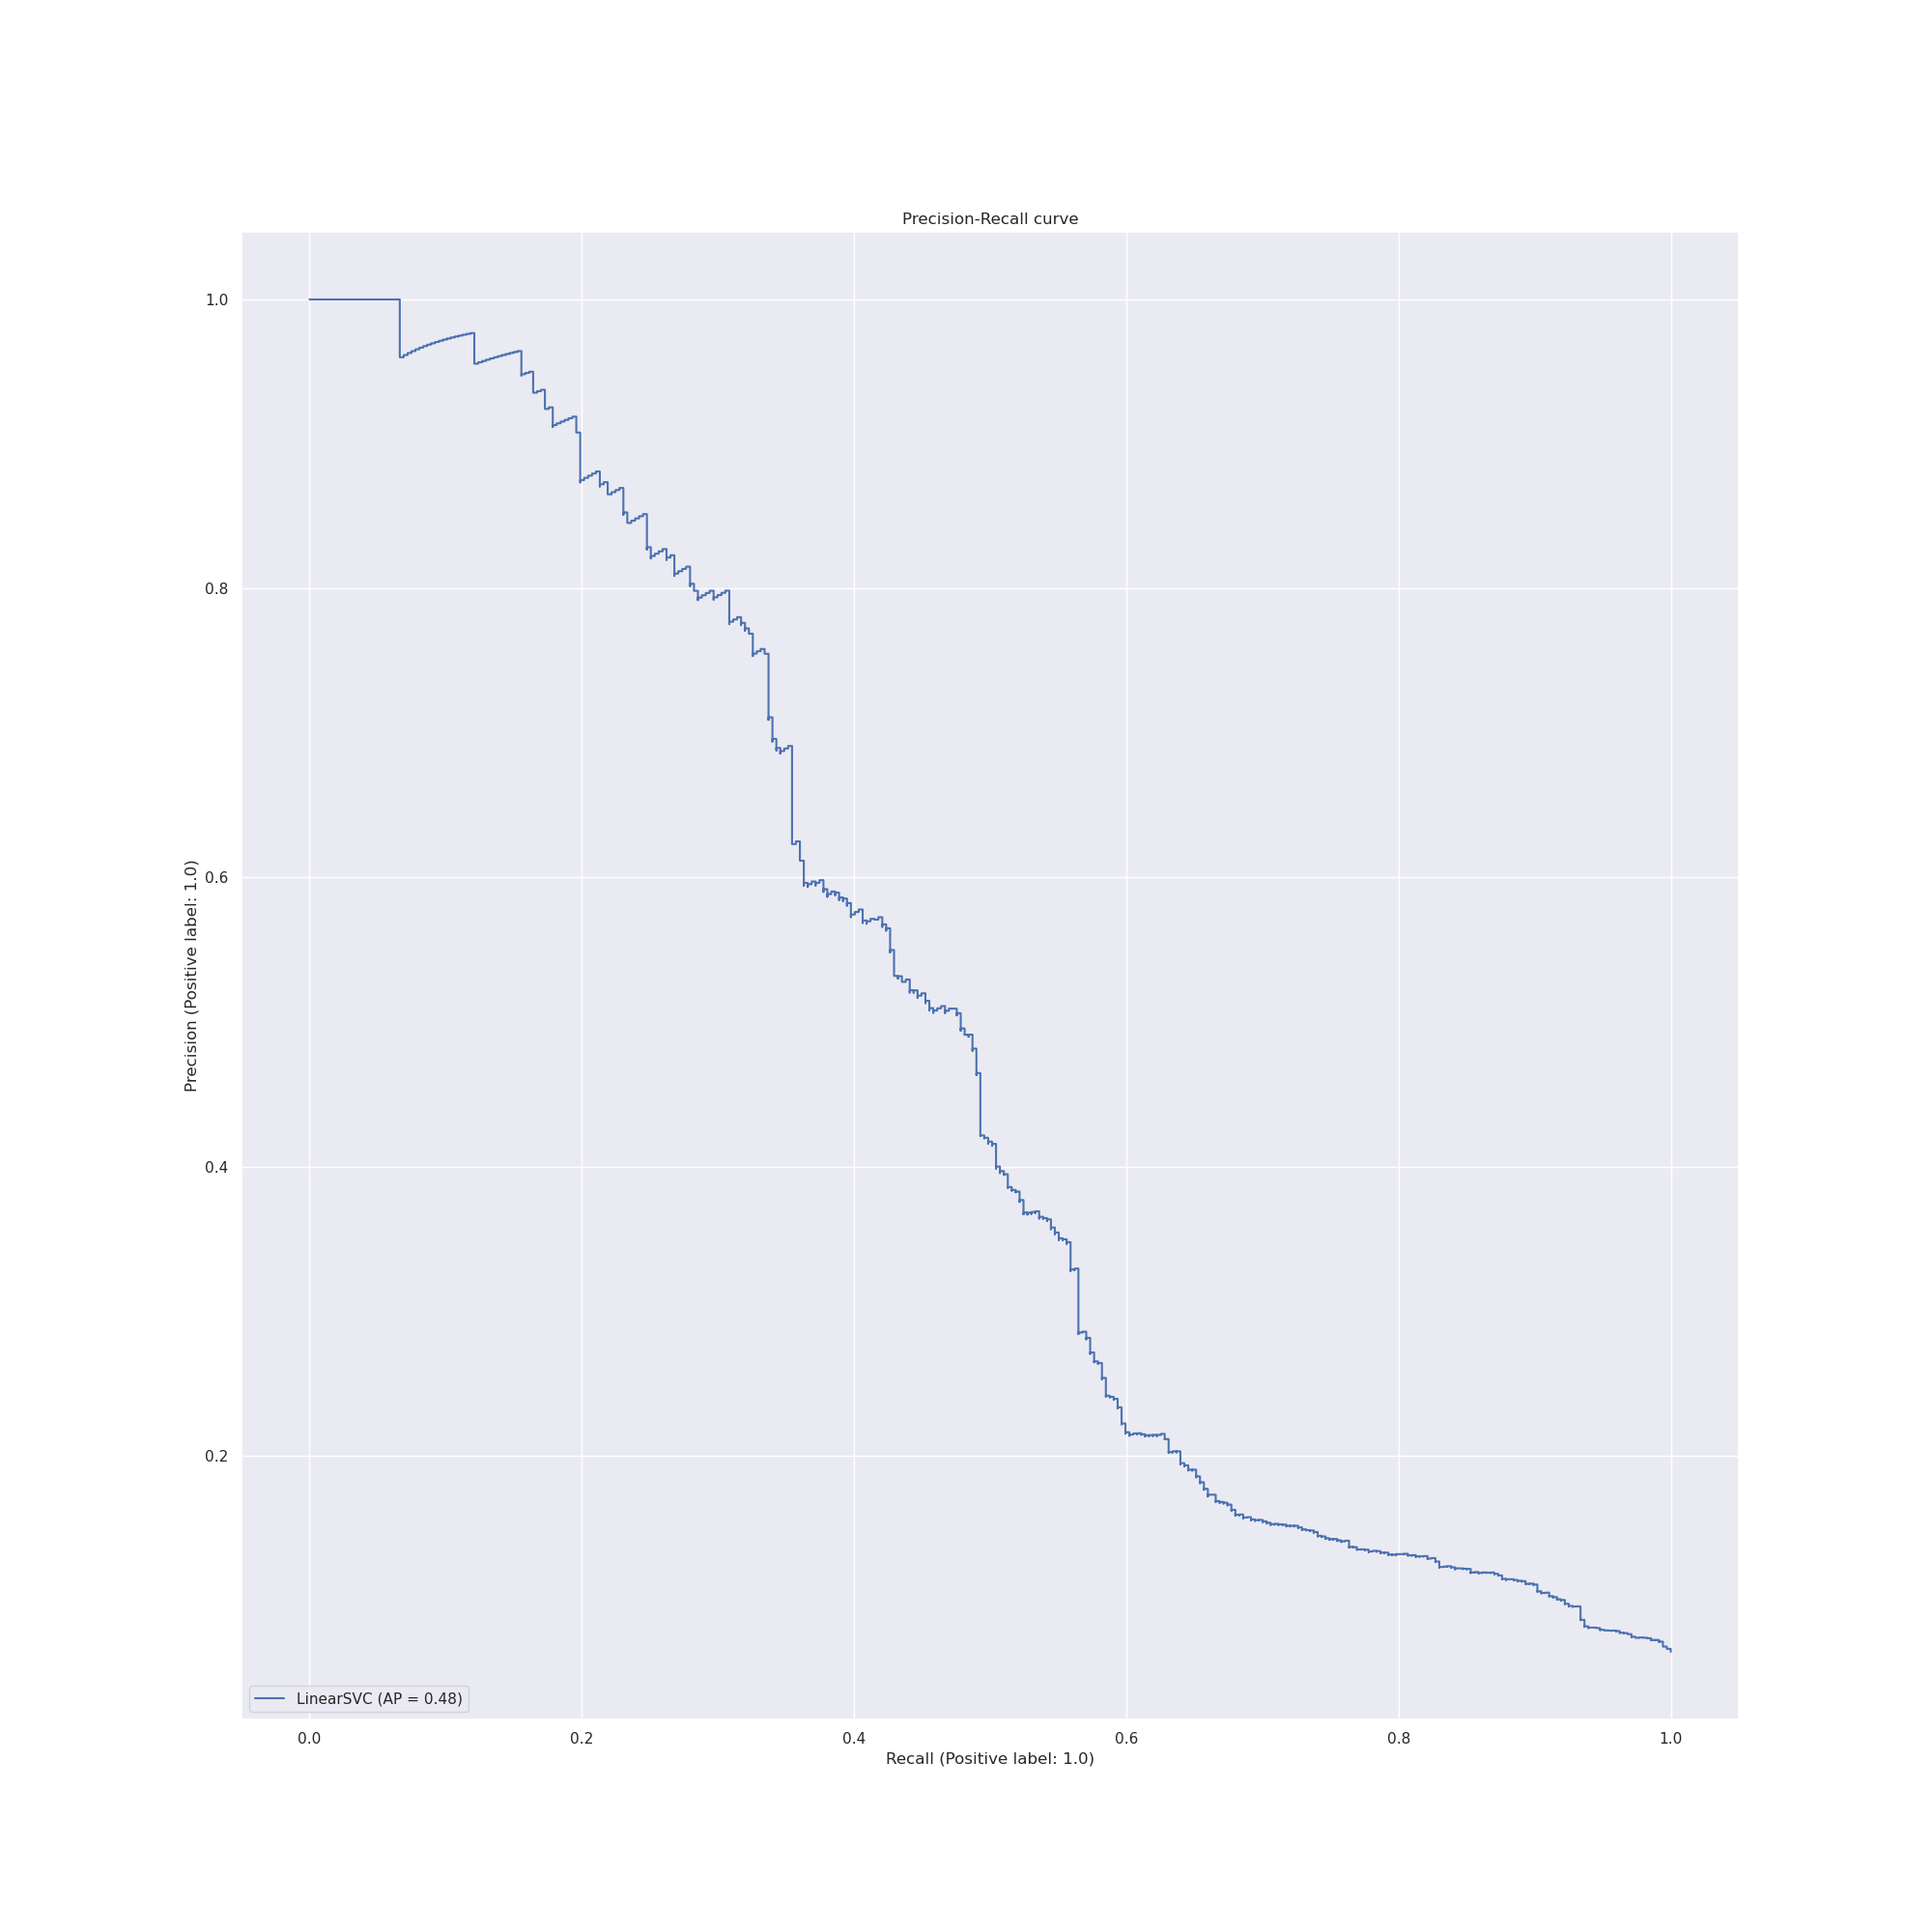 Precision-Recall curve
1.0
0.8
0.6
0.4
0.2
Precision (Positive label: 1.0)
LinearSVC (AP = 0.48)
0.0 0.2 0.4 0.6 0.8 1.0
Recall (Positive label: 1.0)